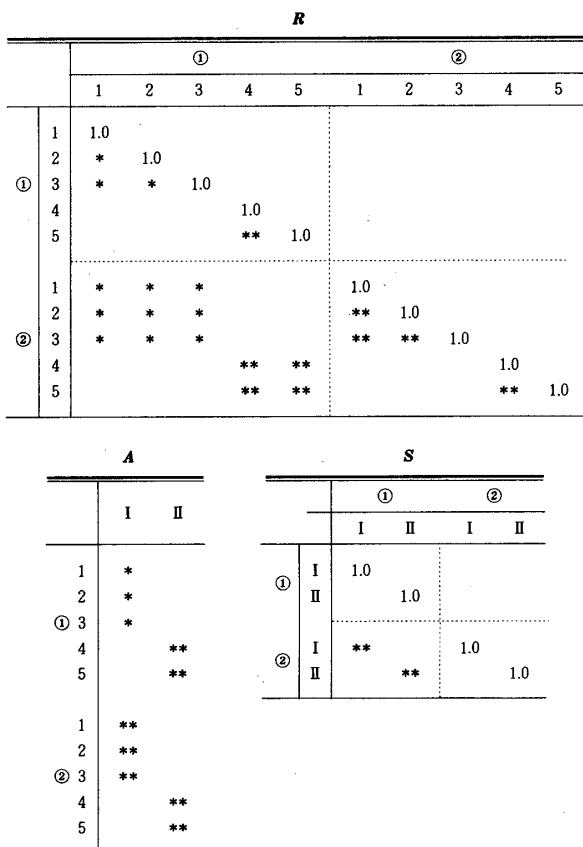 R
① ②
1 2 3 4 5 1 2 3 4 5
1 1.0
2 * 1.0
① 3 * * 1.0
4 1.0
5 ** 1.0
1 * * * 1.0
2 * * * ** 1.0
② 3 * * * ** ** 1.0
4 ** ** 1.0
5 ** ** ** 1.0
A
I II
1 *
2 *
① 3 *
4 **
5 **
1 **
2 **
② 3 **
4 **
5 **
S
① ②
I II I II
① I 1.0
II 1.0
② I ** 1.0
II ** 1.0